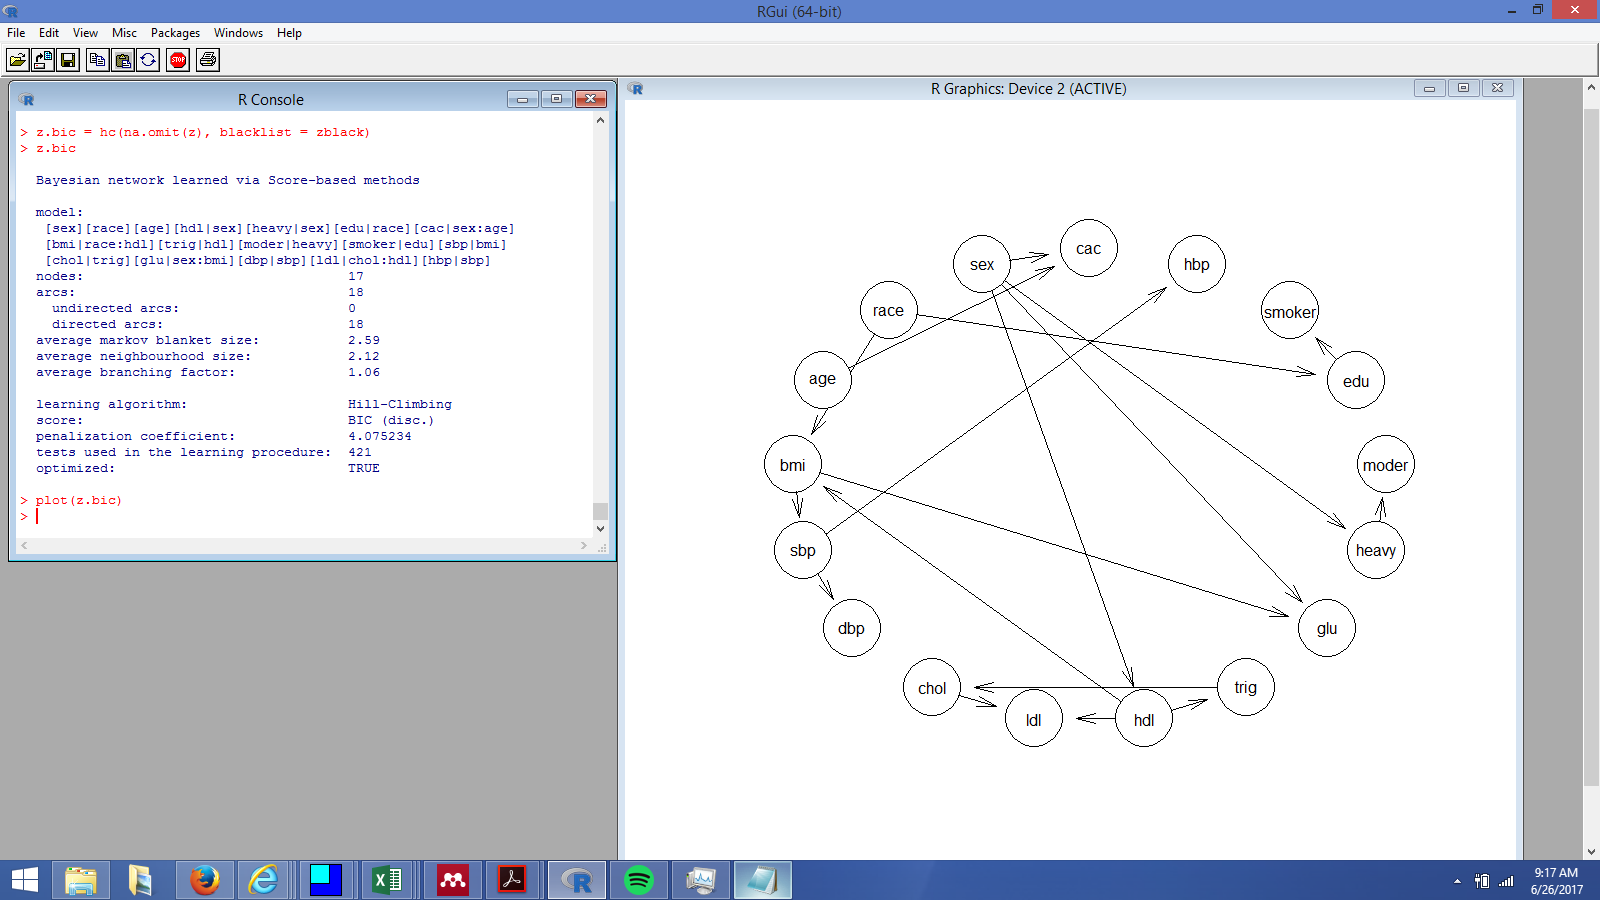 RGui (64-bit)
File Edit View Misc Packages Windows Help
STOP
R Console
> z.bic = hc(na.omit(z), blacklist = zblack)
> z.bic
Bayesian network learned via Score-based methods
model:
[sex][race][age][hdl|sex][heavy|sex][edu|race][cac|sex:age]
[bmi|race:hdl][trig|hdl][moder|heavy][smoker|edu][sbp|bmi]
[chol|trig][glu|sex:bmi][dbp|sbp][ldl|chol:hdl][hbp|sbp]
nodes: 17
arcs: 18
undirected arcs: 0
directed arcs: 18
average markov blanket size: 2.59
average neighbourhood size: 2.12
average branching factor: 1.06
learning algorithm: Hill-Climbing
score: BIC (disc.)
penalization coefficient: 4.075234
tests used in the learning procedure: 421
optimized: TRUE
> plot(z.bic)
>
R Graphics: Device 2 (ACTIVE)
cac
sex
hbp
race
smoker
age
edu
bmi
moder
sbp
heavy
dbp
glu
chol
trig
ldl
hdl
9:17 AM
6/26/2017